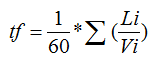 tf = 1/60 * ∑ (Li/Vi)